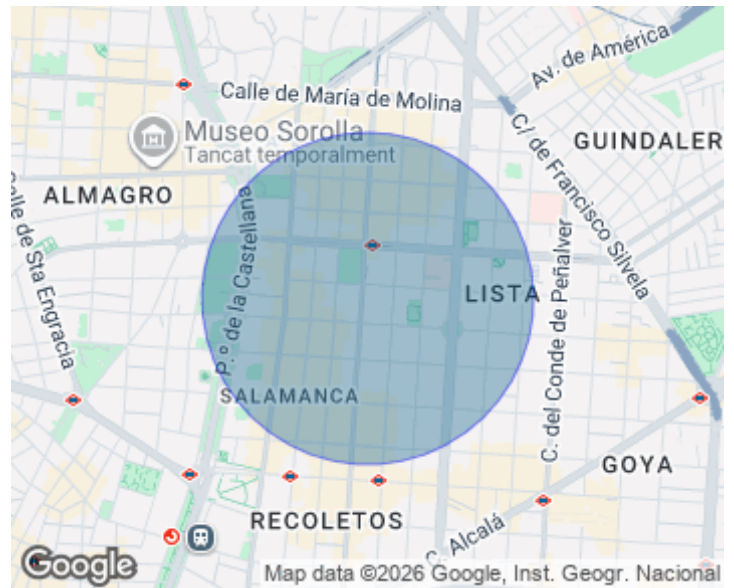 Av. de América
Calle de María de Molina
C/ de Francisco Silvela
Museo Sorolla
Tancat temporalment
GUINDALER
ALMAGRO
Calle de Sta Engracia
P.º de la Castellana
C. del Conde de Peñalver
LISTA
SALAMANCA
GOYA
RECOLETOS
C. Alcalá
Google
Map data ©2026 Google, Inst. Geogr. Nacional